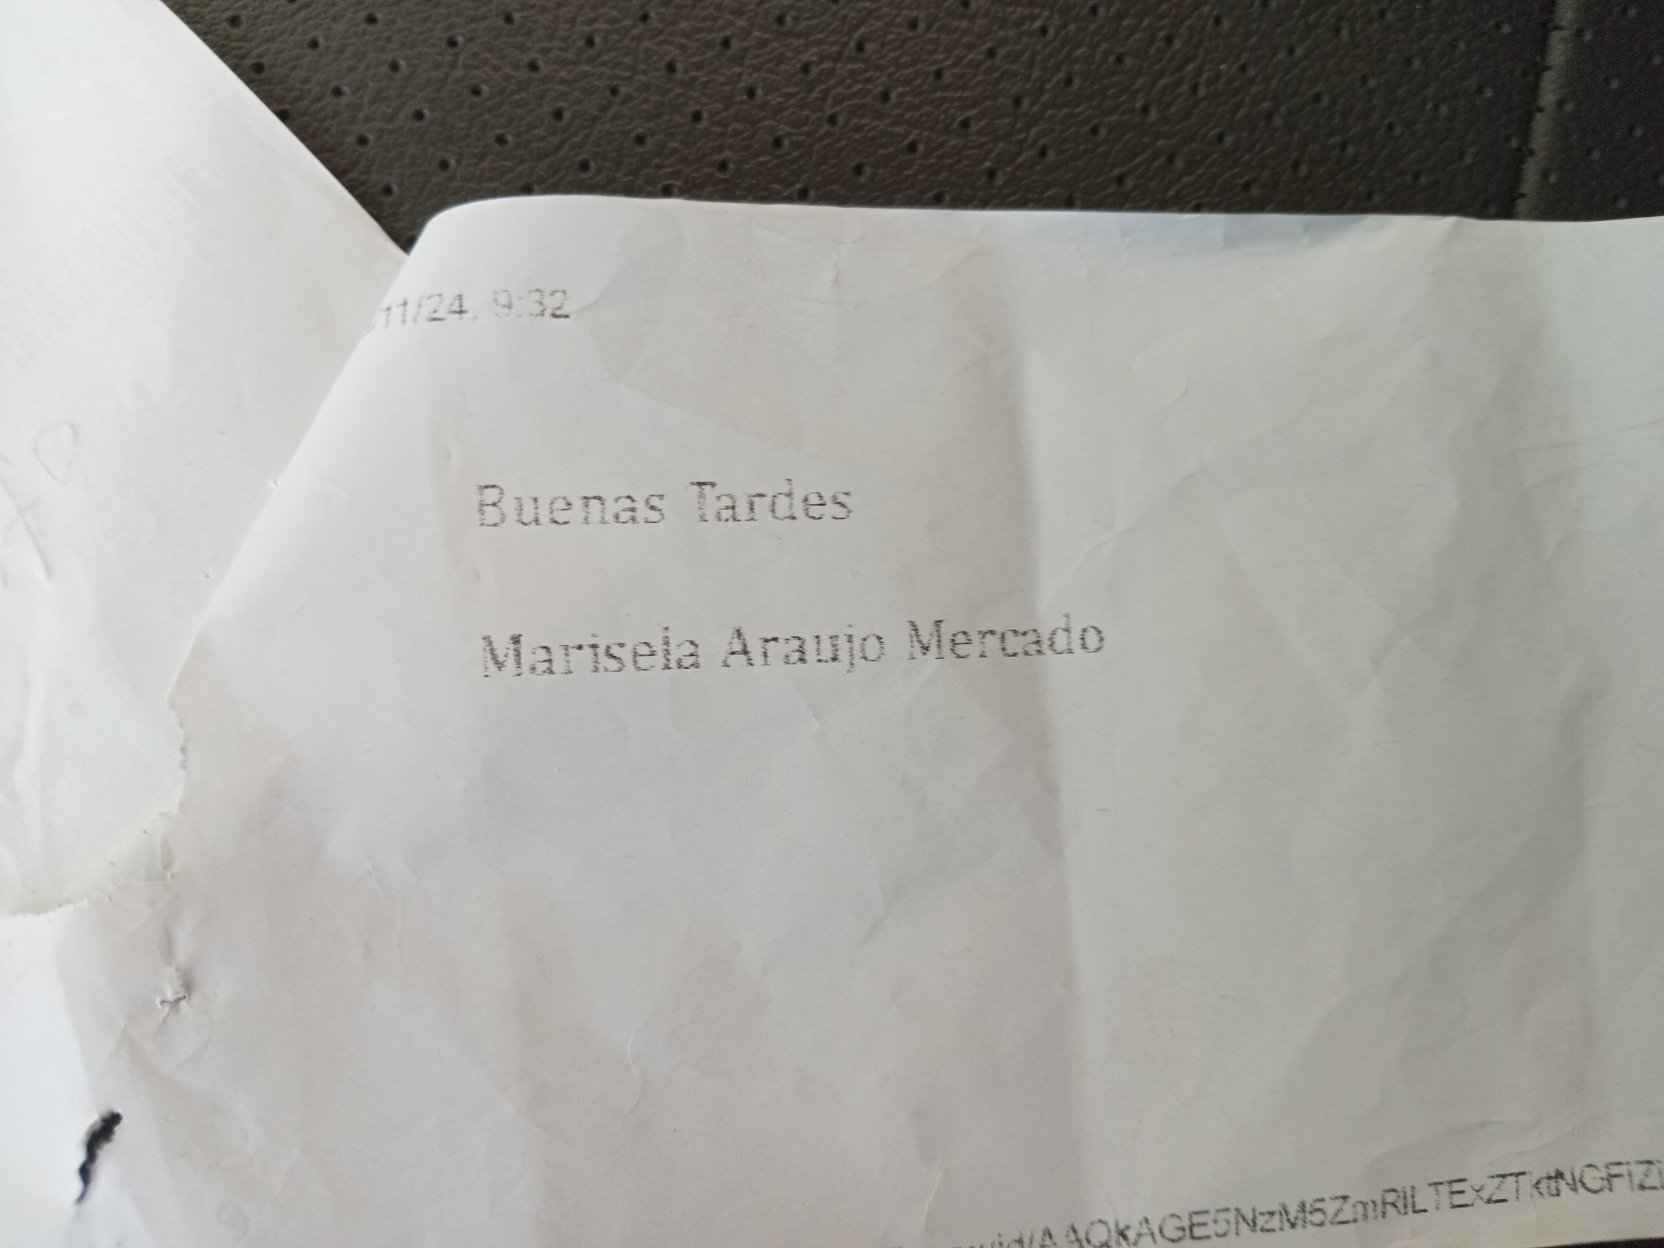 /11/24, 9:32
Buenas Tardes
Marisela Araujo Mercado